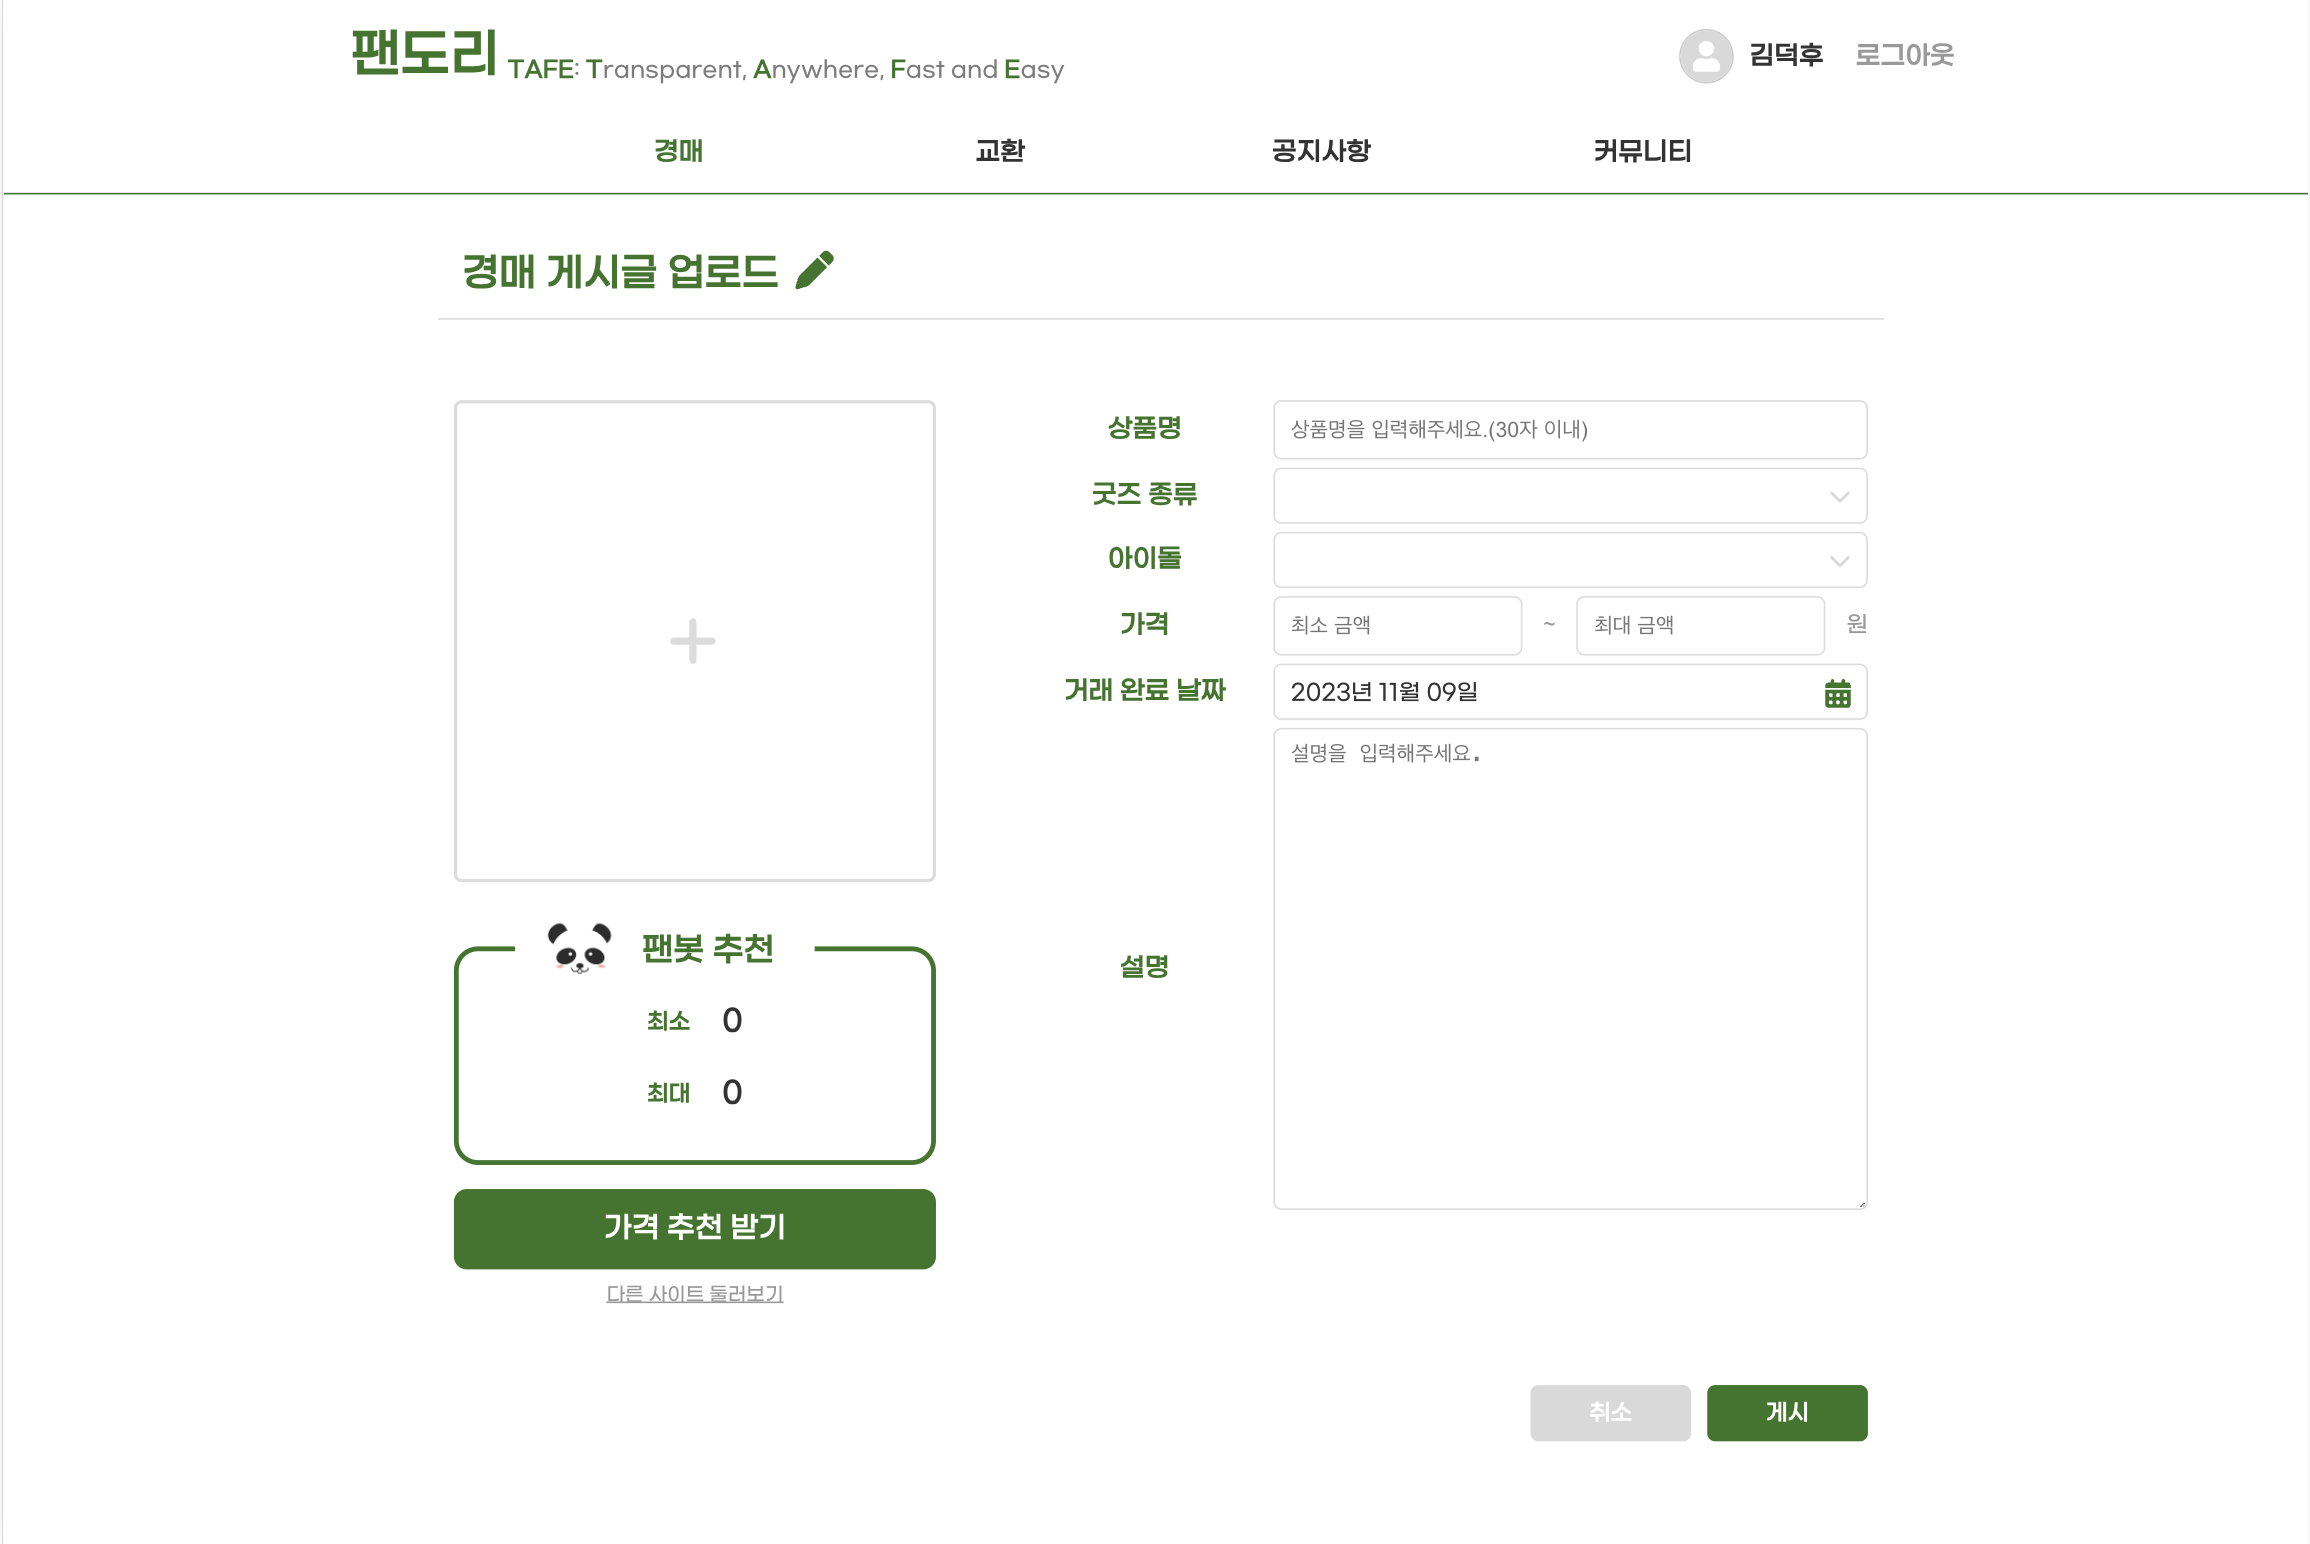 팬도리 TAFE: Transparent, Anywhere, Fast and Easy
김덕후 로그아웃
경매 교환 공지사항 커뮤니티
경매 게시글 업로드
상품명 상품명을 입력해주세요.(30자 이내)
굿즈 종류
아이돌
가격 최소 금액 ~ 최대 금액 원
거래 완료 날짜 2023년 11월 09일
설명 설명을 입력해주세요.
팬봇 추천
최소 0
최대 0
가격 추천 받기
다른 사이트 둘러보기
취소 게시